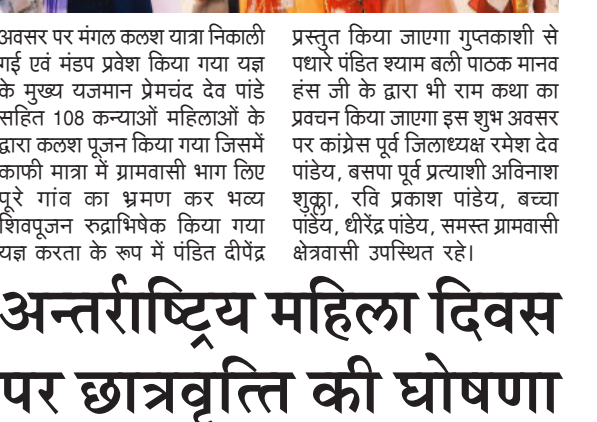 अवसर पर मंगल कलश यात्रा निकाली
गई एवं मंडप प्रवेश किया गया यज्ञ
के मुख्य यजमान प्रेमचंद देव पांडे
सहित 108 कन्याओं महिलाओं के
द्वारा कलश पूजन किया गया जिसमें
काफी मात्रा में ग्रामवासी भाग लिए
पूरे गांव का भ्रमण कर भव्य
शिवपूजन रुद्राभिषेक किया गया
यज्ञ करता के रूप में पंडित दीपेंद्र
प्रस्तुत किया जाएगा गुप्तकाशी से
पधारे पंडित श्याम बली पाठक मानव
हंस जी के द्वारा भी राम कथा का
प्रवचन किया जाएगा इस शुभ अवसर
पर कांग्रेस पूर्व जिलाध्यक्ष रमेश देव
पांडेय, बसपा पूर्व प्रत्याशी अविनाश
शुक्ला, रवि प्रकाश पांडेय, बच्चा
पांडेय, धीरेंद्र पांडेय, समस्त ग्रामवासी
क्षेत्रवासी उपस्थित रहे।
अन्तर्राष्ट्रिय महिला दिवस
पर छात्रवृत्ति की घोषणा